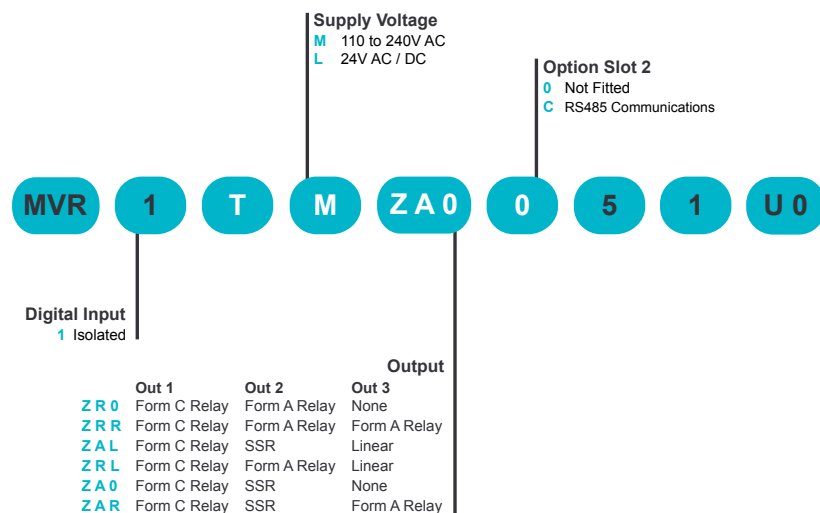 Supply Voltage
M 110 to 240V AC
L 24V AC / DC
Option Slot 2
0 Not Fitted
C RS485 Communications
MVR 1 T M Z A 0 0 5 1 U 0
Digital Input
1 Isolated
Output
Out 1 Out 2 Out 3
Z R 0 Form C Relay Form A Relay None
Z R R Form C Relay Form A Relay Form A Relay
Z A L Form C Relay SSR Linear
Z R L Form C Relay Form A Relay Linear
Z A 0 Form C Relay SSR None
Z A R Form C Relay SSR Form A Relay